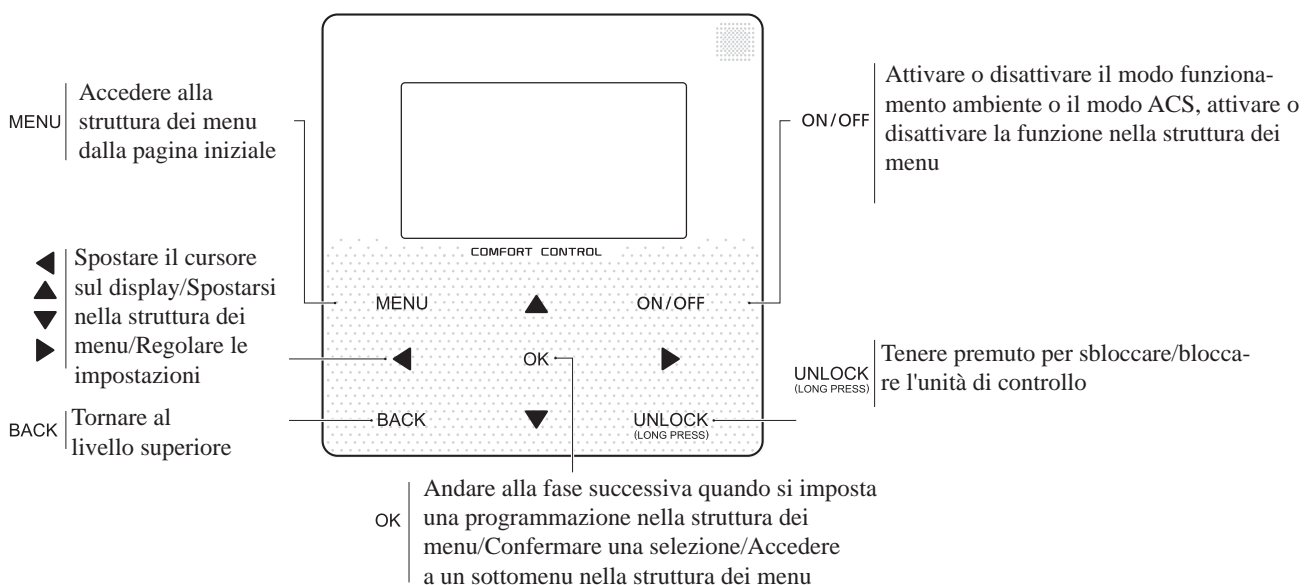 MENU
Accedere alla
struttura dei menu
dalla pagina iniziale
ON/OFF
Attivare o disattivare il modo funziona-
mento ambiente o il modo ACS, attivare o
disattivare la funzione nella struttura dei
menu
COMFORT CONTROL
Spostare il cursore
sul display/Spostarsi
nella struttura dei
menu/Regolare le
impostazioni
MENU
ON/OFF
OK
BACK
UNLOCK
(LONG PRESS)
UNLOCK
(LONG PRESS)
Tenere premuto per sbloccare/blocca-
re l'unità di controllo
BACK
Tornare al
livello superiore
OK
Andare alla fase successiva quando si imposta
una programmazione nella struttura dei
menu/Confermare una selezione/Accedere
a un sottomenu nella struttura dei menu